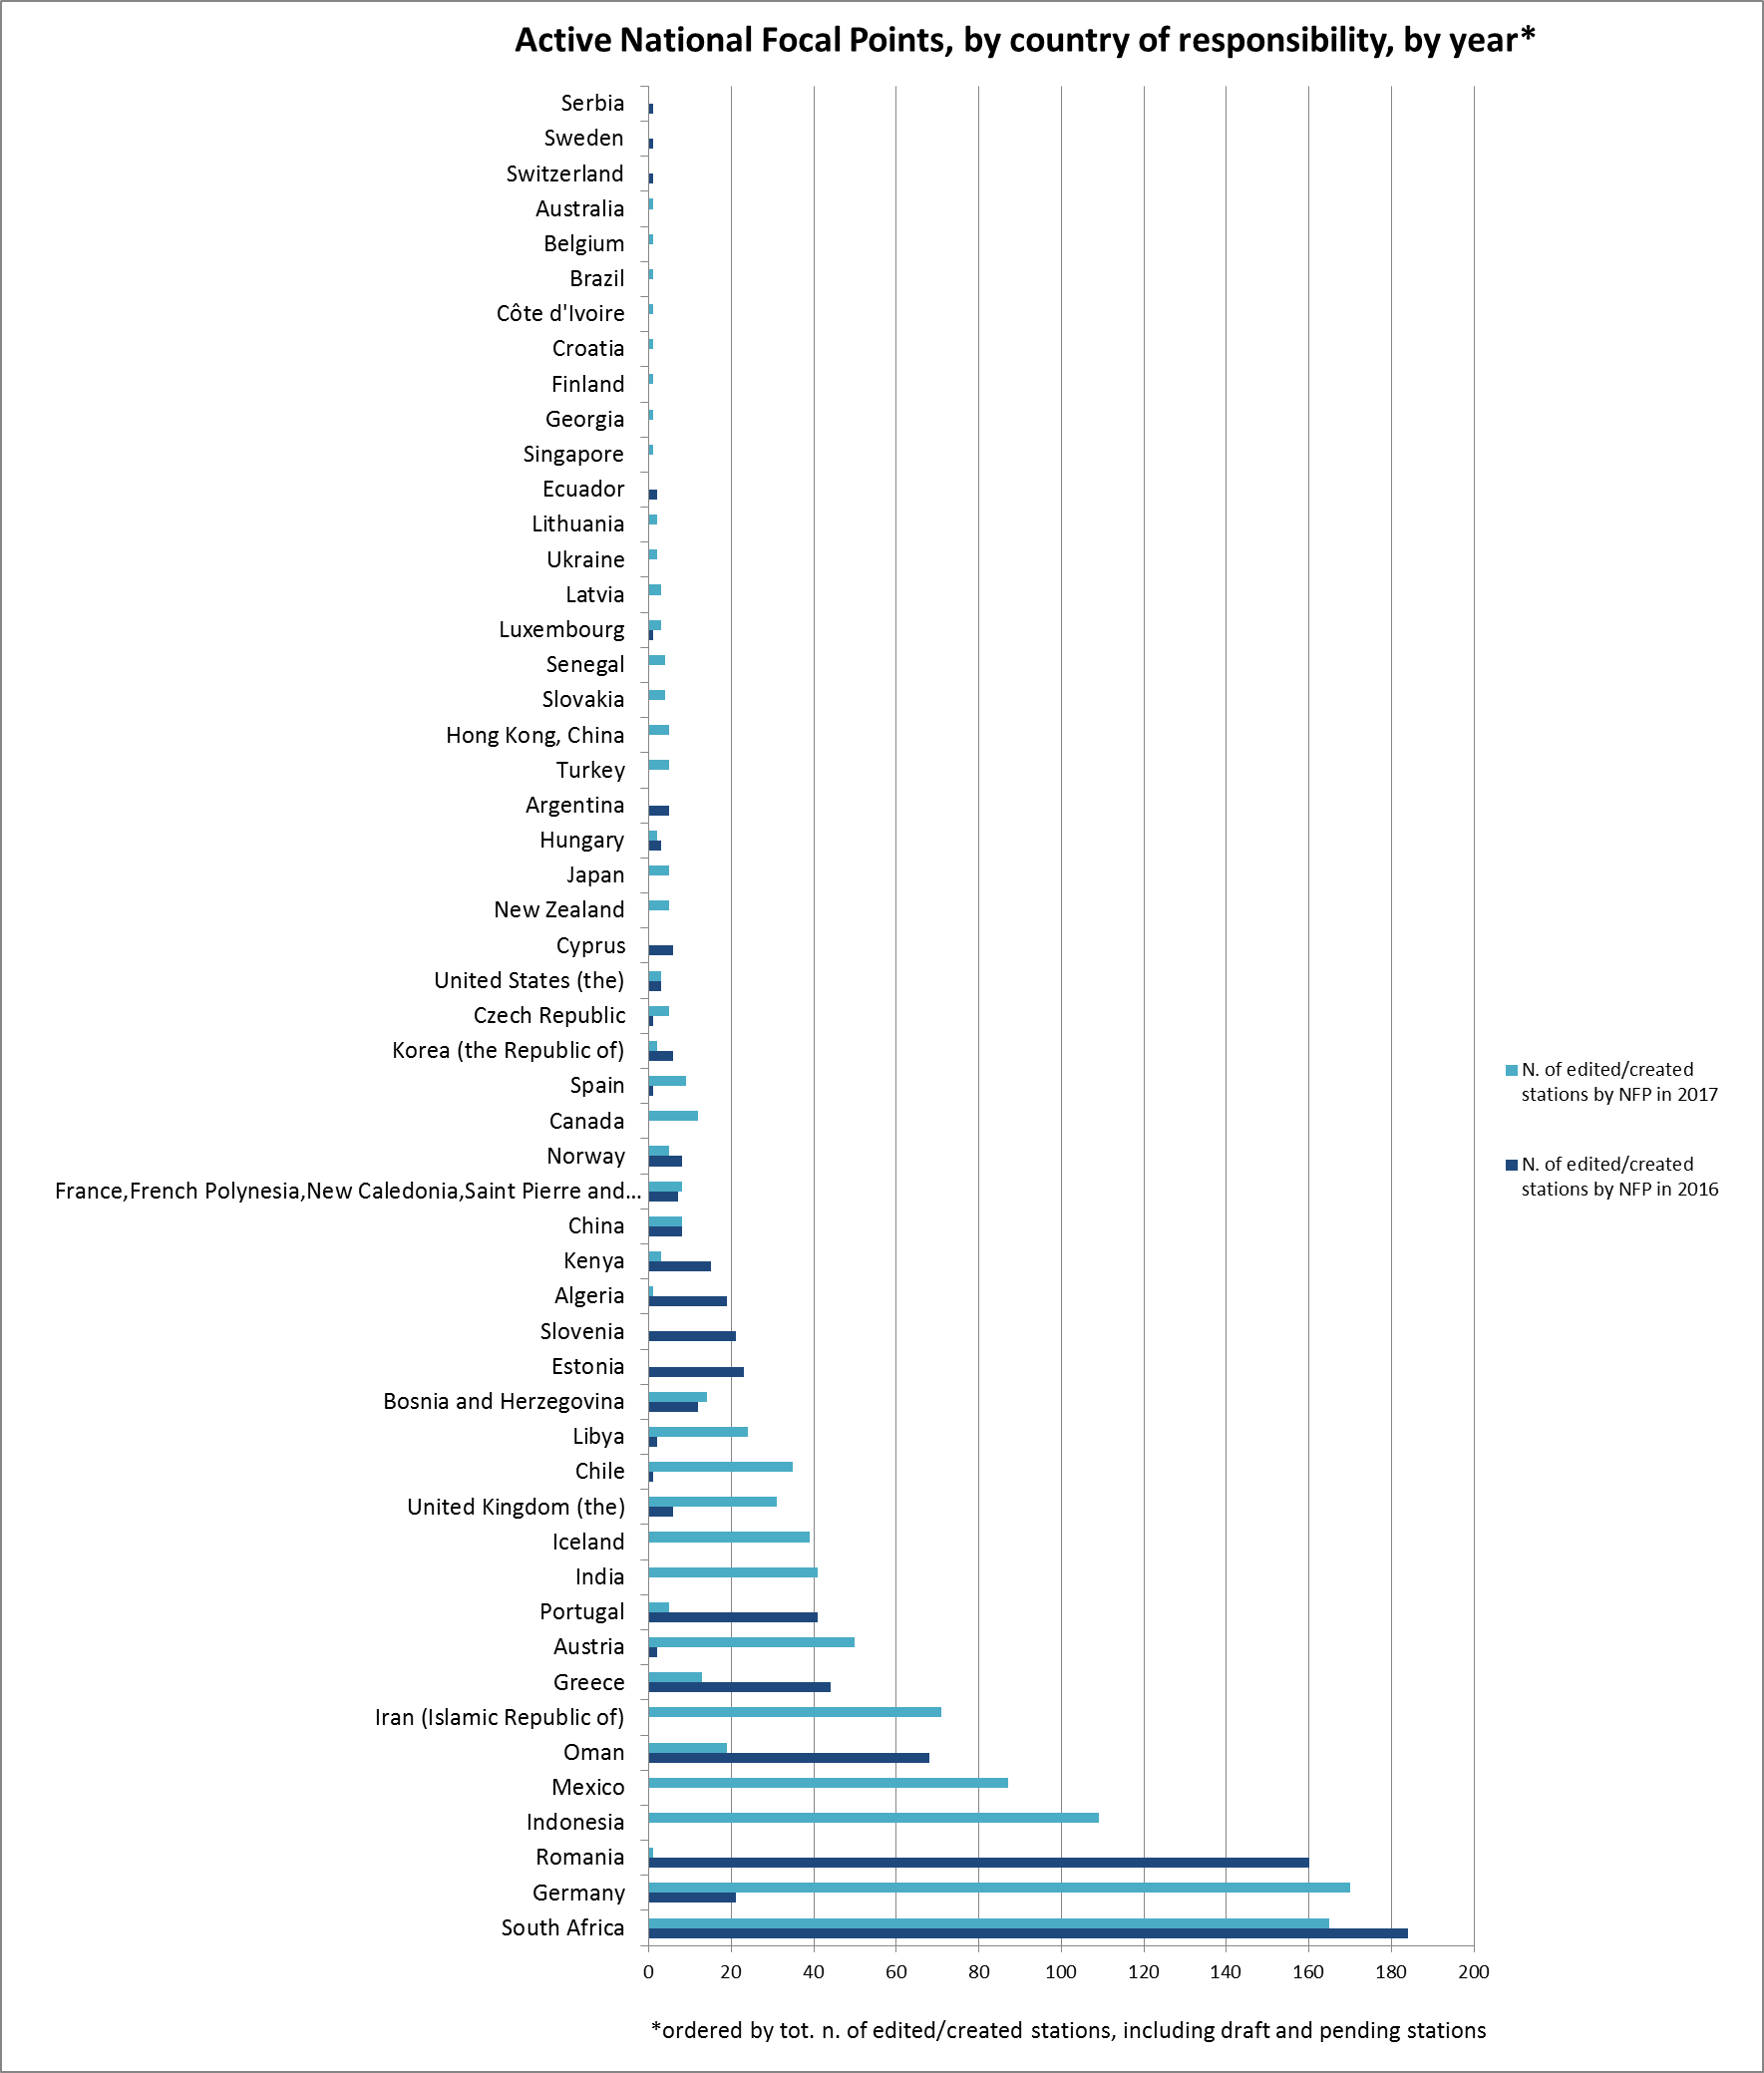 Active National Focal Points, by country of responsibility, by year*
Serbia
Sweden
Switzerland
Australia
Belgium
Brazil
Côte d'Ivoire
Croatia
Finland
Georgia
Singapore
Ecuador
Lithuania
Ukraine
Latvia
Luxembourg
Senegal
Slovakia
Hong Kong, China
Turkey
Argentina
Hungary
Japan
New Zealand
Cyprus
United States (the)
Czech Republic
Korea (the Republic of)
Spain
Canada
Norway
France,French Polynesia,New Caledonia,Saint Pierre and...
China
Kenya
Algeria
Slovenia
Estonia
Bosnia and Herzegovina
Libya
Chile
United Kingdom (the)
Iceland
India
Portugal
Austria
Greece
Iran (Islamic Republic of)
Oman
Mexico
Indonesia
Romania
Germany
South Africa
0 20 40 60 80 100 120 140 160 180 200
N. of edited/created
stations by NFP in 2017
N. of edited/created
stations by NFP in 2016
*ordered by tot. n. of edited/created stations, including draft and pending stations